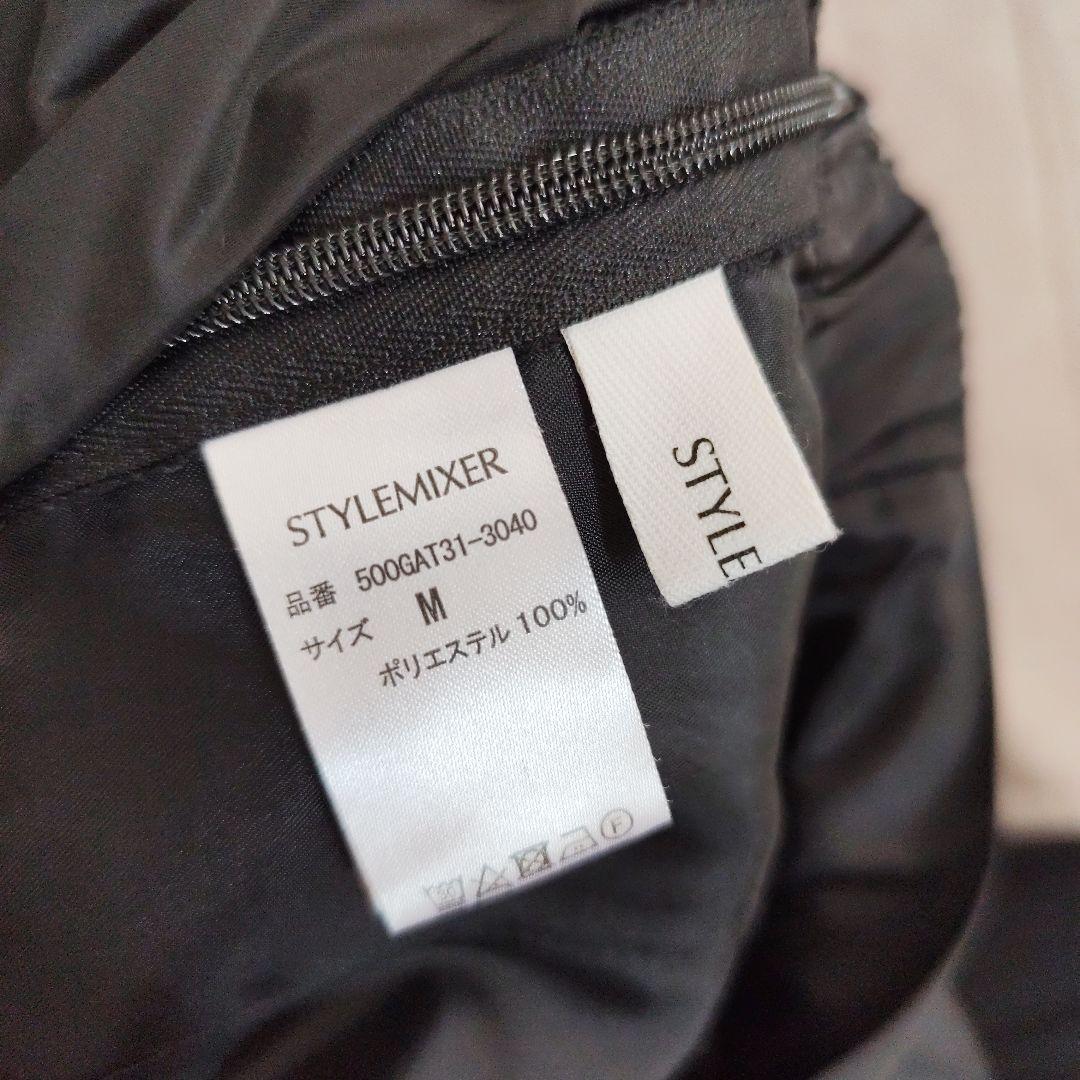 STYLEMIXER
品番 500GAT31-3040
サイズ M
ポリエステル 100%
F
STYLE